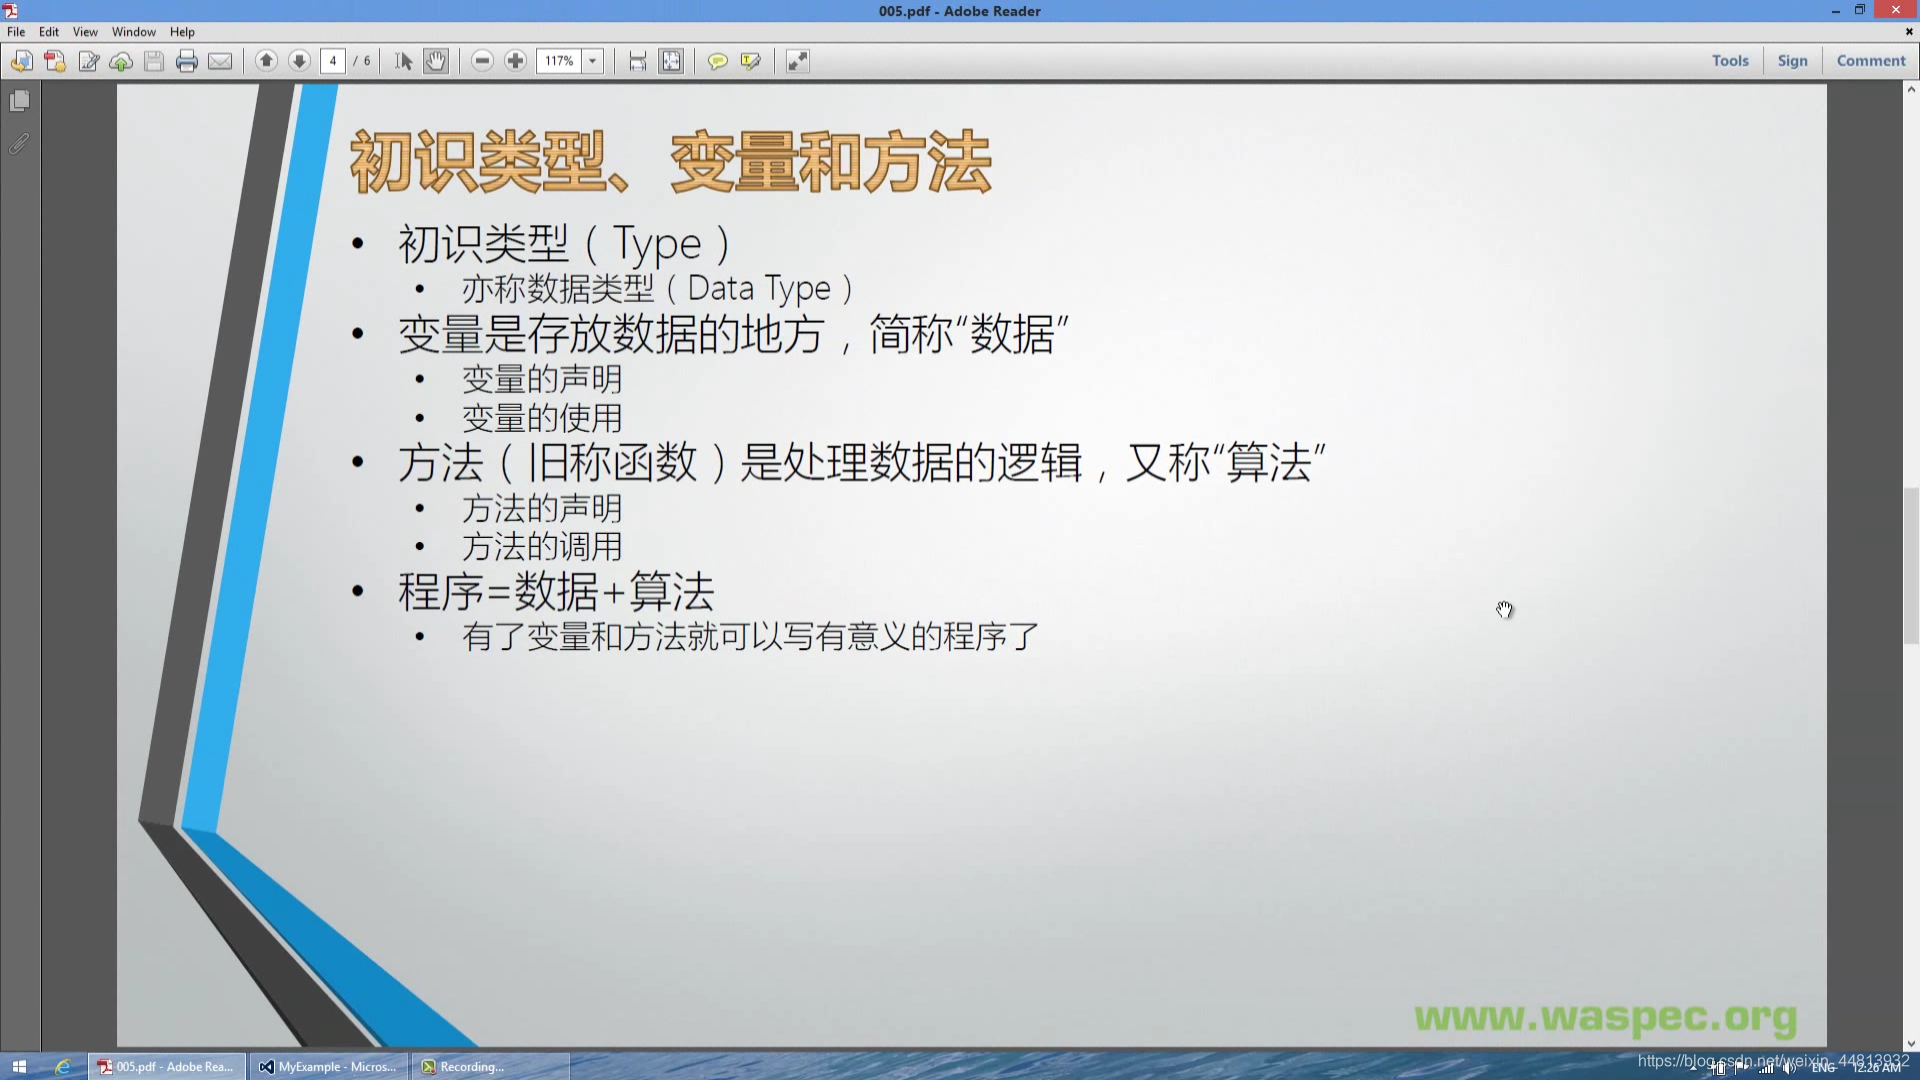 005.pdf - Adobe Reader
File Edit View Window Help
4 / 6 117% Tools Sign Comment
初识类型、变量和方法
• 初识类型（Type）
• 亦称数据类型（Data Type）
• 变量是存放数据的地方，简称“数据”
• 变量的声明
• 变量的使用
• 方法（旧称函数）是处理数据的逻辑，又称“算法”
• 方法的声明
• 方法的调用
• 程序=数据+算法
• 有了变量和方法就可以写有意义的程序了
www.waspec.org
005.pdf - Adobe Rea... MyExample - Micros... Recording... ENG 12:26 AM
https://blog.csdn.net/weixin_44813932